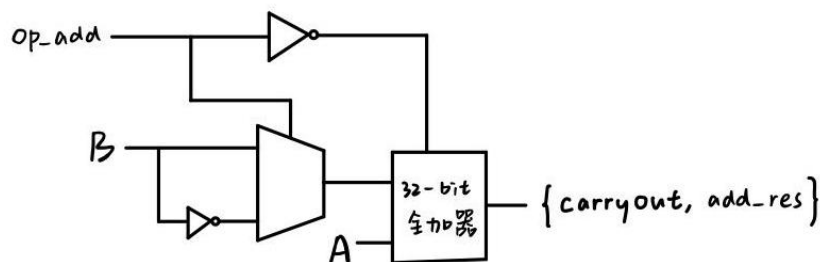 op_add
B
32-bit
全加器
{carryout, add_res}
A